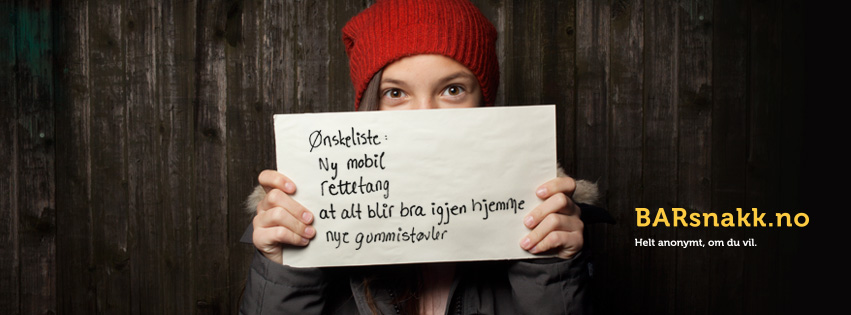 Ønskeliste:
Ny mobil
rettetang
at alt blir bra igjen hjemme
nye gummistøvler
BARsnakk.no
Helt anonymt, om du vil.